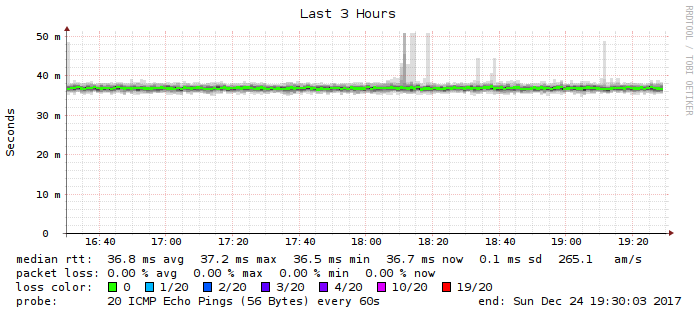 Last 3 Hours
RRDTOOL / TOBI OETIKER
Seconds
50 m
40 m
30 m
20 m
10 m
0
16:40 17:00 17:20 17:40 18:00 18:20 18:40 19:00 19:20
median rtt: 36.8 ms avg 37.2 ms max 36.5 ms min 36.7 ms now 0.1 ms sd 265.1 am/s
packet loss: 0.00 % avg 0.00 % max 0.00 % min 0.00 % now
loss color: 0 1/20 2/20 3/20 4/20 10/20 19/20
probe: 20 ICMP Echo Pings (56 Bytes) every 60s end: Sun Dec 24 19:30:03 2017